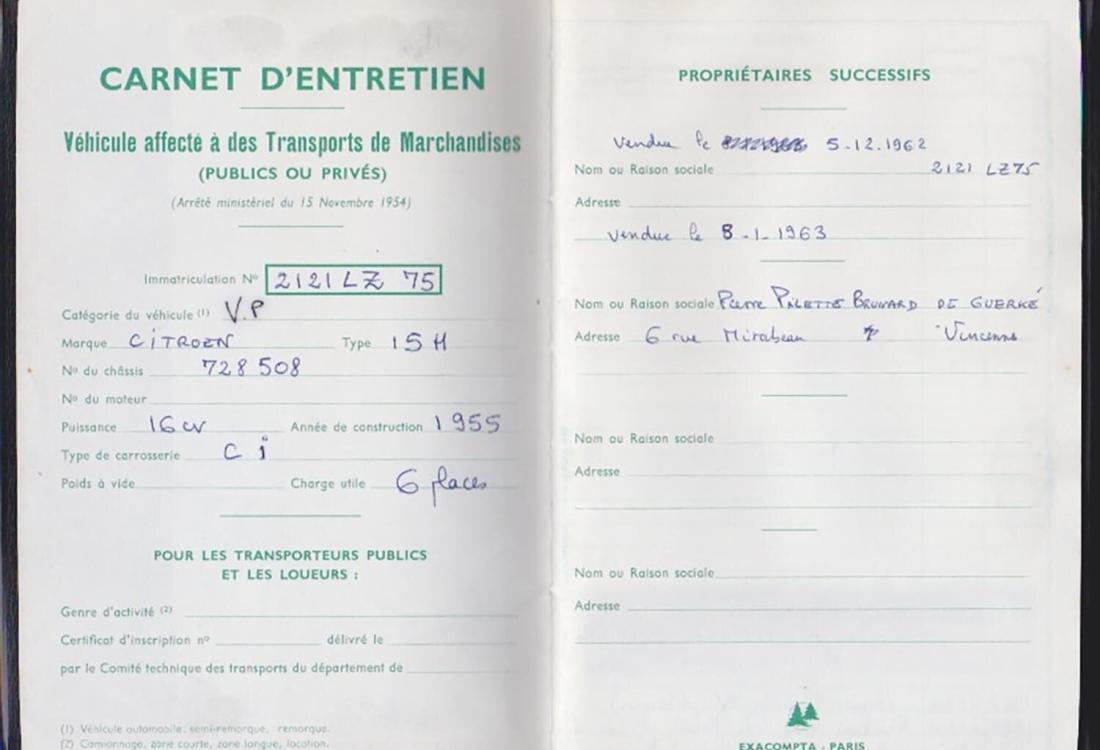 CARNET D'ENTRETIEN
Véhicule affecté à des Transports de Marchandises
(PUBLICS OU PRIVÉS)
(Arrêté ministériel du 15 Novembre 1954)
Immatriculation Nº 2121 LZ 75
Catégorie du véhicule (1) V.P
Marque CiTROEN Type 15 H
Nº du châssis 728 508
Nº du moteur
Puissance 16 cv Année de construction 1955
Type de carrosserie C i
Poids à vide Charge utile 6 places
POUR LES TRANSPORTEURS PUBLICS
ET LES LOUEURS :
Genre d'activité (2)
Certificat d'inscription nº délivré le
par le Comité technique des transports du département de
(1) Véhicule automobile, semi-remorque, remorque.
(2) Camionnage, zone courte, zone longue, location.
PROPRIÉTAIRES SUCCESSIFS
Vendue le 5.12.1962
Nom ou Raison sociale 2121 LZ75
Adresse
vendue le 8-1-1963
Nom ou Raison sociale Pierre PILETTE BRUNARD DE GUERKÉ
Adresse 6 rue Mirabeau Vincennes
Nom ou Raison sociale
Adresse
Nom ou Raison sociale
Adresse
EXACOMPTA - PARIS